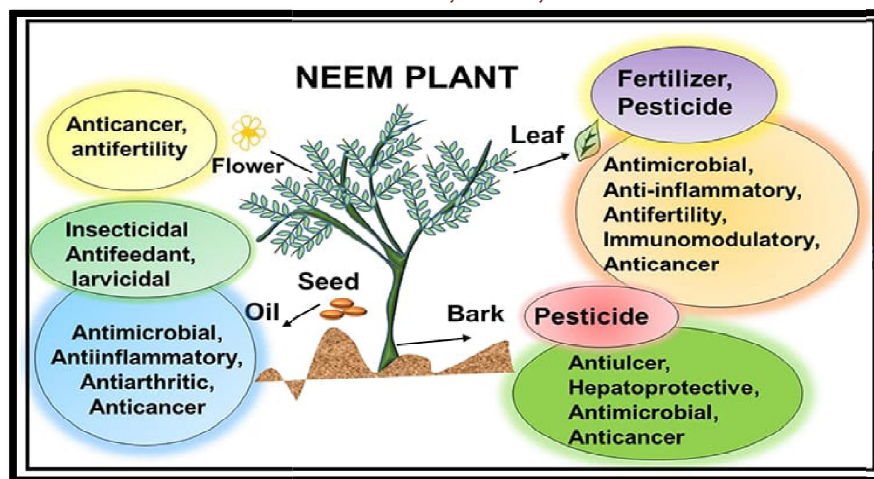 NEEM PLANT
Anticancer,
antifertility
Flower
Insecticidal
Antifeedant,
larvicidal
Seed
Oil
Antimicrobial,
Antiinflammatory,
Antiarthritic,
Anticancer
Leaf
Fertilizer,
Pesticide
Antimicrobial,
Anti-inflammatory,
Antifertility,
Immunomodulatory,
Anticancer
Bark
Pesticide
Antiulcer,
Hepatoprotective,
Antimicrobial,
Anticancer